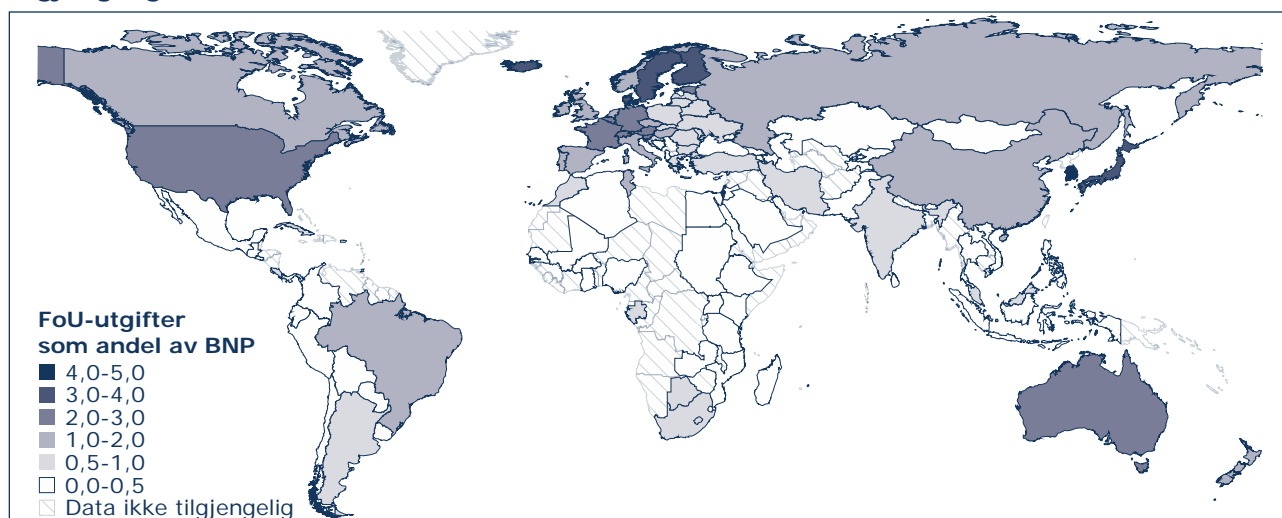 FoU-utgifter
som andel av BNP
4,0-5,0
3,0-4,0
2,0-3,0
1,0-2,0
0,5-1,0
0,0-0,5
Data ikke tilgjengelig